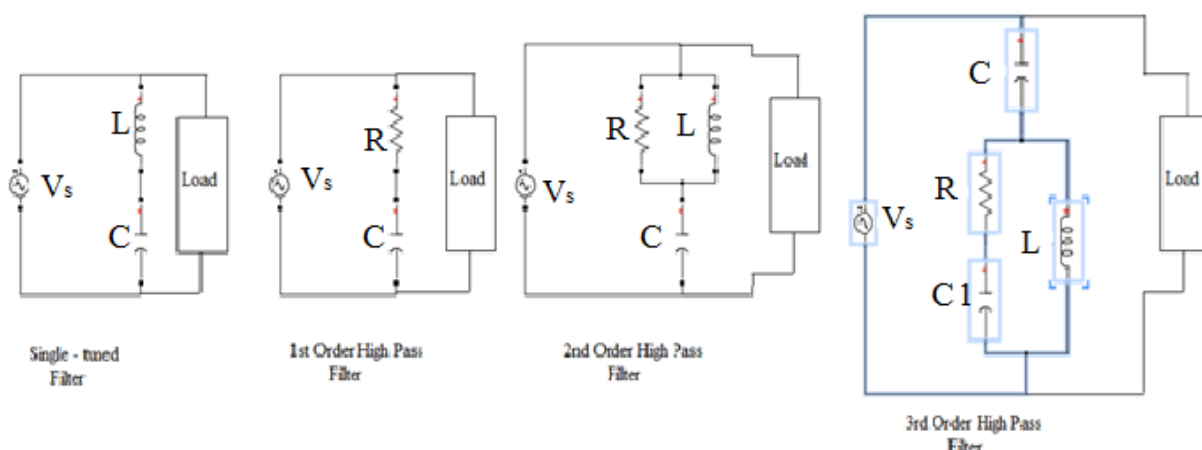 L
C
Vs
Load
Single - tuned
Filter
R
C
Vs
Load
1st Order High Pass
Filter
R
L
C
Vs
Load
2nd Order High Pass
Filter
C
R
C1
L
Vs
Load
3rd Order High Pass
Filter